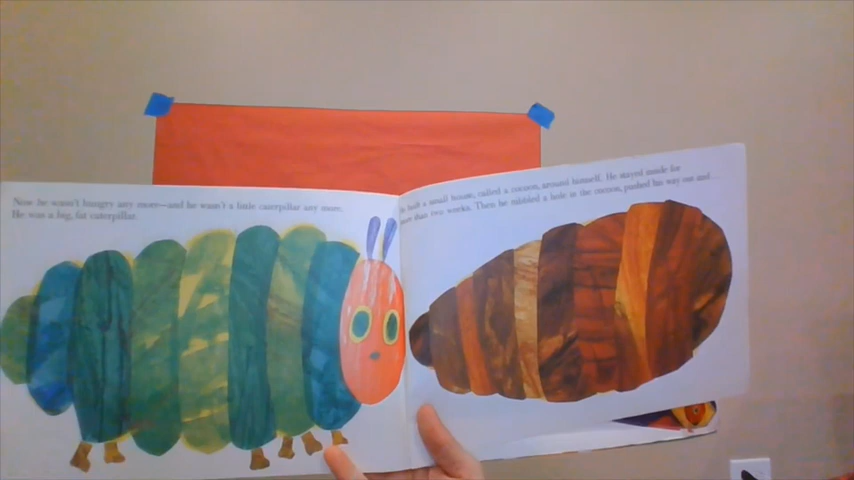 Now he wasn't hungry any more—and he wasn't a little caterpillar any more.
He was a big, fat caterpillar.
built a small house, called a cocoon, around himself. He stayed inside for
more than two weeks. Then he nibbled a hole in the cocoon, pushed his way out and